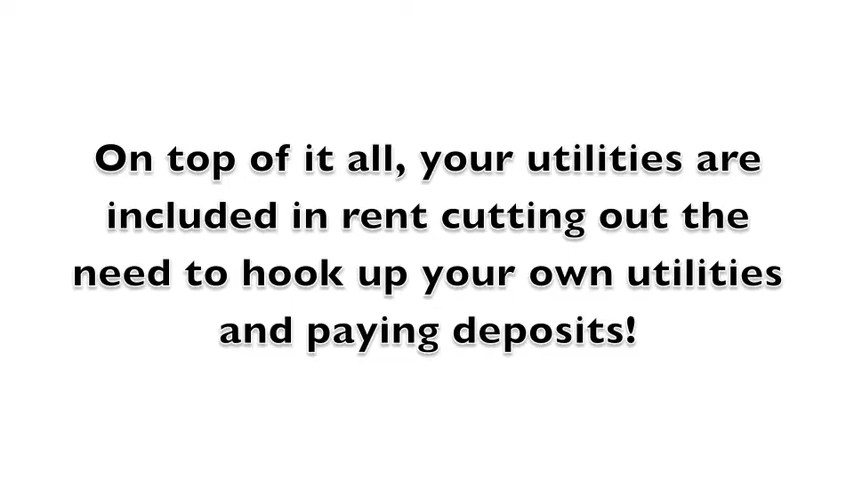 On top of it all, your utilities are
included in rent cutting out the
need to hook up your own utilities
and paying deposits!